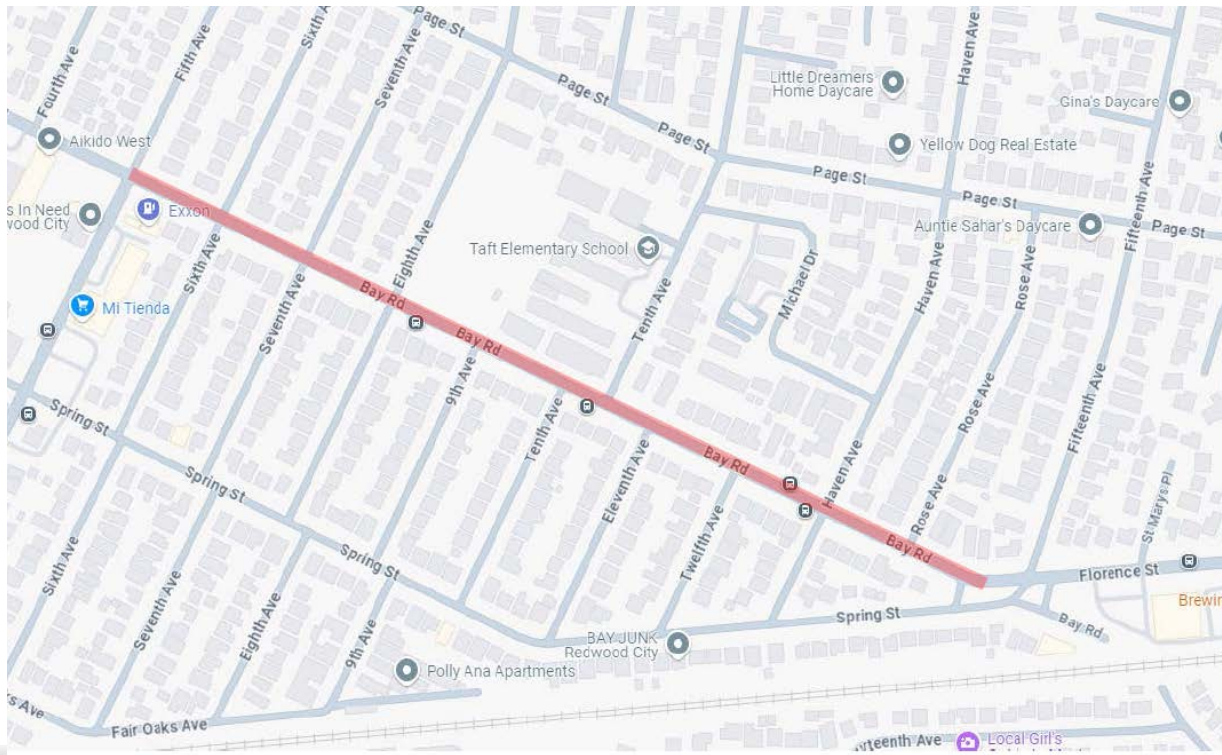 Page St
Sixth Ave
Fifth Ave
Fourth Ave
Seventh Ave
Haven Ave
Little Dreamers
Home Daycare
Gina's Daycare
Page St
Aikido West
Page St
Yellow Dog Real Estate
Page St
Page St
Fifteenth Ave
s In Need
wood City
Exxon
Auntie Sahar's Daycare
Page St
Eighth Ave
Taft Elementary School
Sixth Ave
Michael Dr
Haven Ave
Rose Ave
Bay Rd
Mi Tienda
Seventh Ave
Tenth Ave
Bay Rd
9th Ave
Rose Ave
Fifteenth Ave
Spring St
Tenth Ave
Bay Rd
Eleventh Ave
Haven Ave
Spring St
Rose Ave
St Marys Pl
Twelfth Ave
Bay Rd
Sixth Ave
Spring St
Florence St
Seventh Ave
Eighth Ave
9th Ave
Spring St
Brewin
Bay Rd
BAY JUNK
Redwood City
Polly Ana Apartments
ks Ave
Fair Oaks Ave
yrteenth Ave
Local Girl's